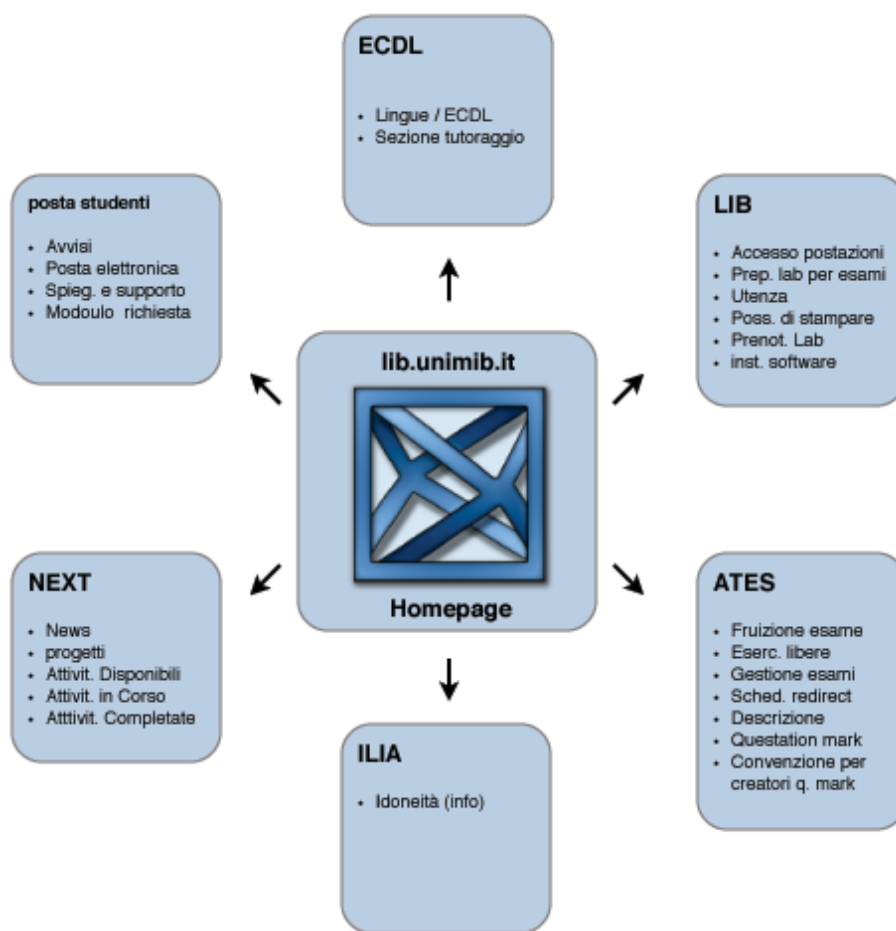 ECDL
• Lingue / ECDL
• Sezione tutoraggio
posta studenti
• Avvisi
• Posta elettronica
• Spieg. e supporto
• Modoulo richiesta
LIB
• Accesso postazioni
• Prep. lab per esami
• Utenza
• Poss. di stampare
• Prenot. Lab
• inst. software
lib.unimib.it
Homepage
NEXT
• News
• progetti
• Attivit. Disponibili
• Attivit. in Corso
• Atttivit. Completate
ATES
• Fruizione esame
• Eserc. libere
• Gestione esami
• Sched. redirect
• Descrizione
• Questation mark
• Convenzione per
creatori q. mark
ILIA
• Idoneità (info)